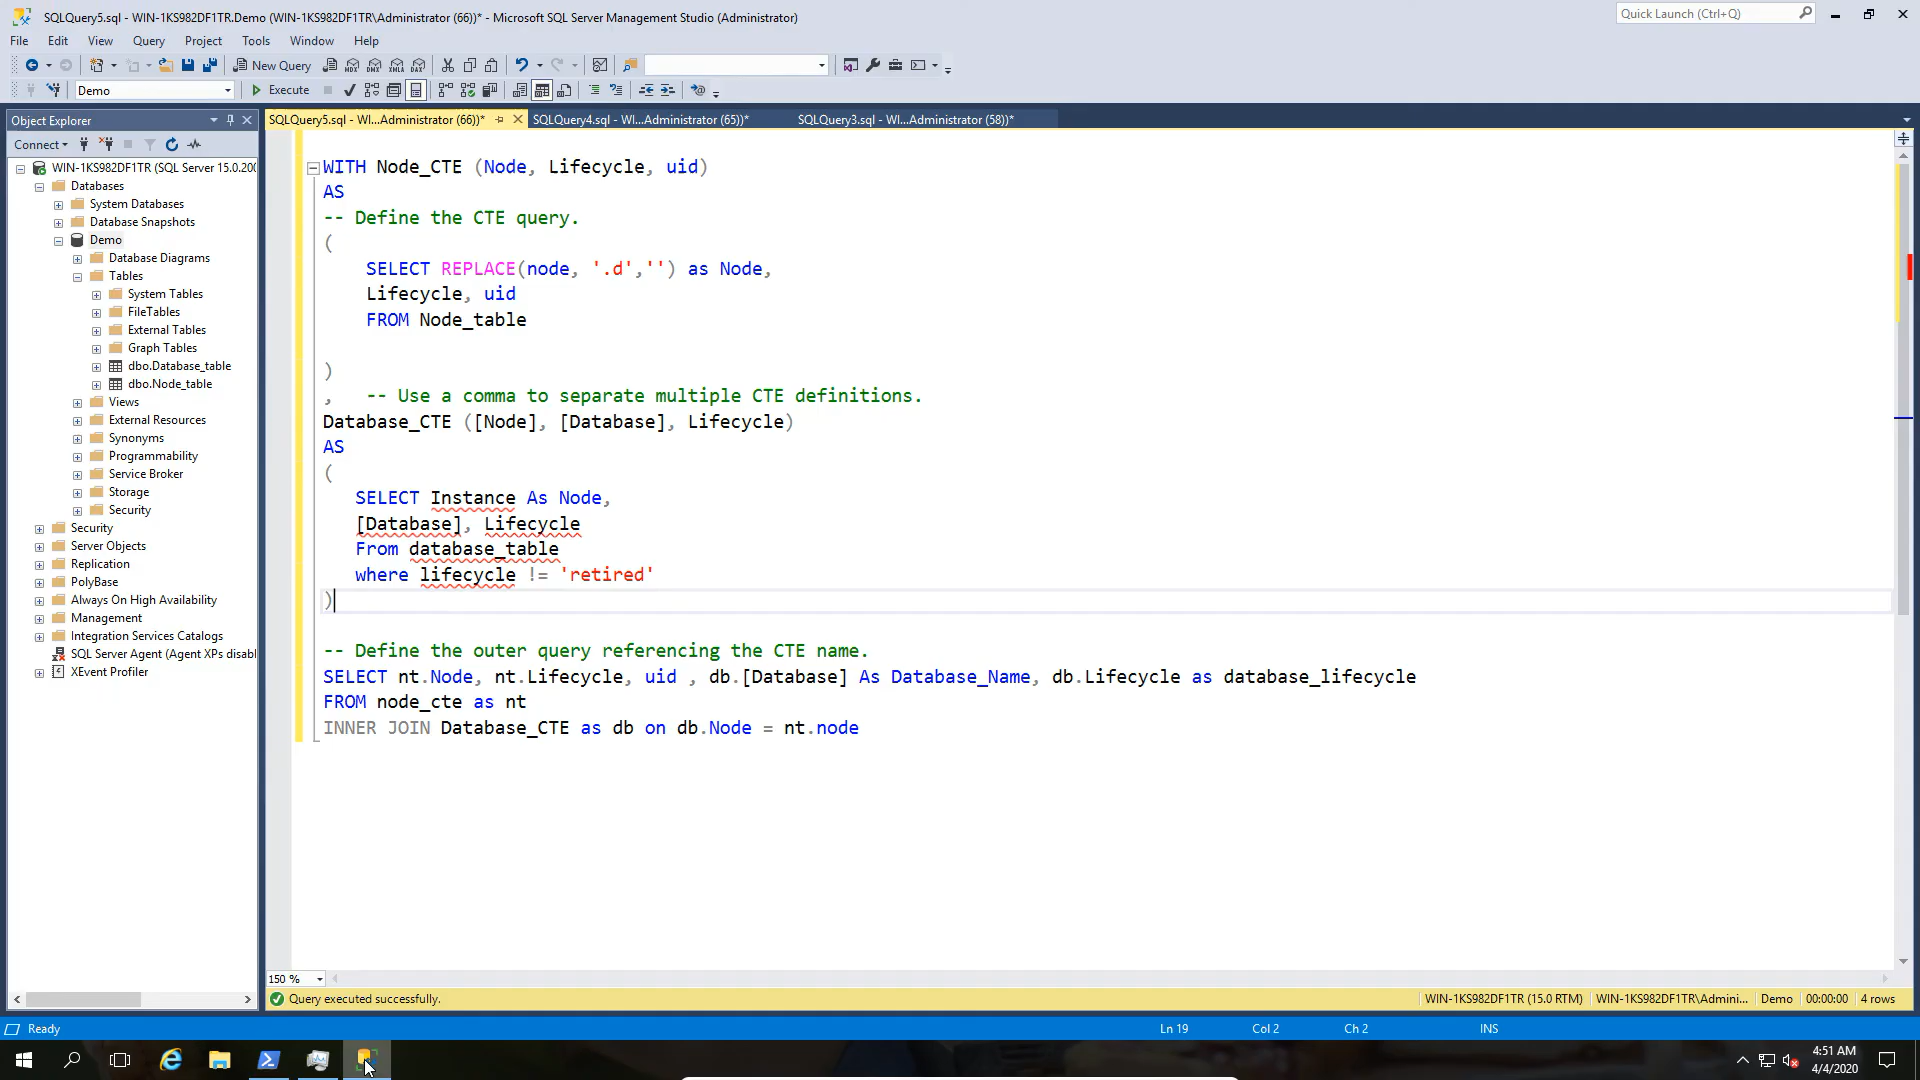 SQLQuery5.sql - WIN-1KS982DF1TR.Demo (WIN-1KS982DF1TR\Administrator (66))* - Microsoft SQL Server Management Studio (Administrator)
Quick Launch (Ctrl+Q)
File Edit View Query Project Tools Window Help
New Query
MDX DMX XMLA DAX
Demo
Execute
Object Explorer
SQLQuery5.sql - WI...Administrator (66))*
SQLQuery4.sql - WI...Administrator (65))*
SQLQuery3.sql - WI...Administrator (58))*
Connect
WIN-1KS982DF1TR (SQL Server 15.0.200
Databases
System Databases
Database Snapshots
Demo
Database Diagrams
Tables
System Tables
FileTables
External Tables
Graph Tables
dbo.Database_table
dbo.Node_table
Views
External Resources
Synonyms
Programmability
Service Broker
Storage
Security
Security
Server Objects
Replication
PolyBase
Always On High Availability
Management
Integration Services Catalogs
SQL Server Agent (Agent XPs disabl
XEvent Profiler
WITH Node_CTE (Node, Lifecycle, uid)
AS
-- Define the CTE query.
(
SELECT REPLACE(node, '.d','') as Node,
Lifecycle, uid
FROM Node_table
)
, -- Use a comma to separate multiple CTE definitions.
Database_CTE ([Node], [Database], Lifecycle)
AS
(
SELECT Instance As Node,
[Database], Lifecycle
From database_table
where lifecycle != 'retired'
)
-- Define the outer query referencing the CTE name.
SELECT nt.Node, nt.Lifecycle, uid , db.[Database] As Database_Name, db.Lifecycle as database_lifecycle
FROM node_cte as nt
INNER JOIN Database_CTE as db on db.Node = nt.node
150 %
Query executed successfully.
WIN-1KS982DF1TR (15.0 RTM)
WIN-1KS982DF1TR\Admini...
Demo
00:00:00
4 rows
Ready
Ln 19
Col 2
Ch 2
INS
4:51 AM
4/4/2020